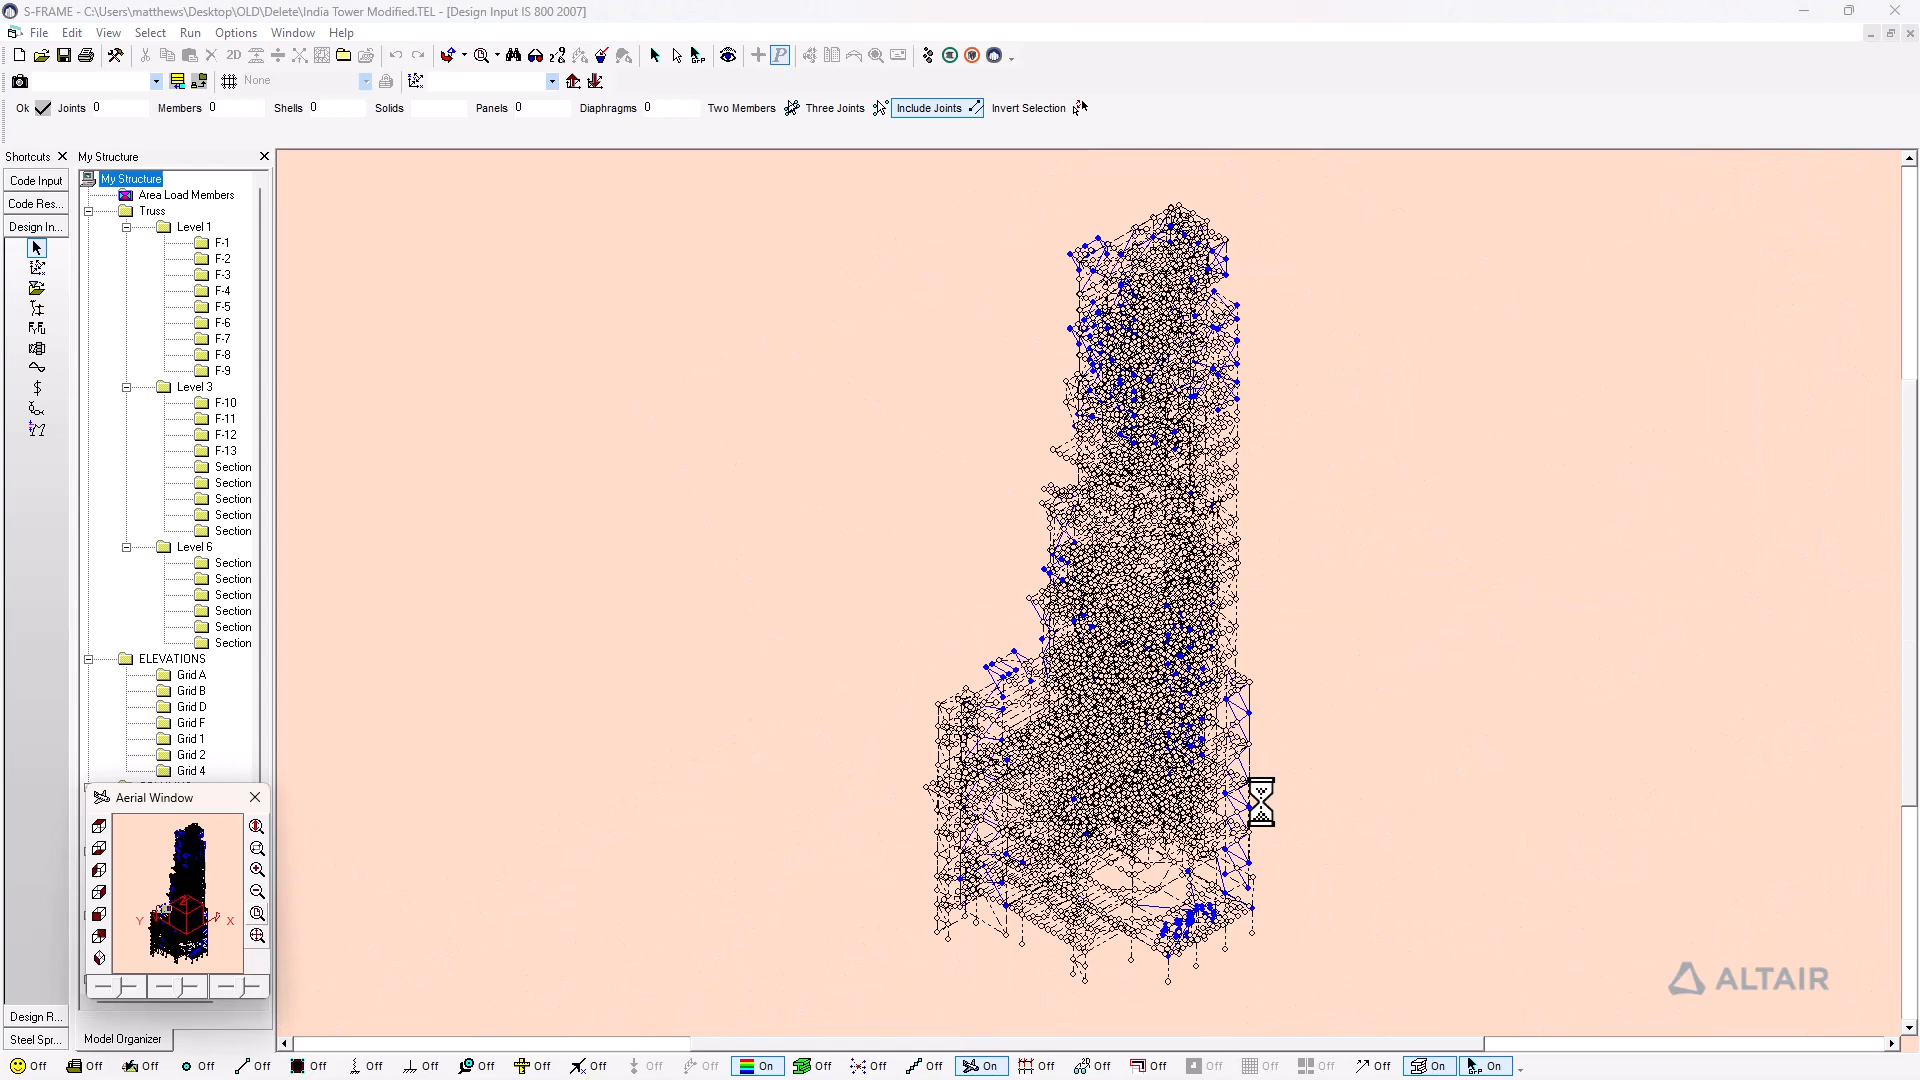 S-FRAME - C:\Users\matthews\Desktop\OLD\Delete\India Tower Modified.TEL - [Design Input IS 800 2007]
File Edit View Select Run Options Window Help
2D
None
Ok Joints 0 Members 0 Shells 0 Solids Panels 0 Diaphragms 0 Two Members Three Joints Include Joints Invert Selection
Shortcuts My Structure
Code Input
Code Res...
Design In...
My Structure
Area Load Members
Truss
Level 1
F-1
F-2
F-3
F-4
F-5
F-6
F-7
F-8
F-9
Level 3
F-10
F-11
F-12
F-13
Section
Section
Section
Section
Section
Level 6
Section
Section
Section
Section
Section
Section
ELEVATIONS
Grid A
Grid B
Grid D
Grid F
Grid 1
Grid 2
Grid 4
Aerial Window
Y Z X
ALTAIR
Design R...
Steel Spr...
Model Organizer
Off Off Off Off Off Off Off Off Off Off Off Off Off On Off Off Off On Off Off Off Off Off Off Off On On